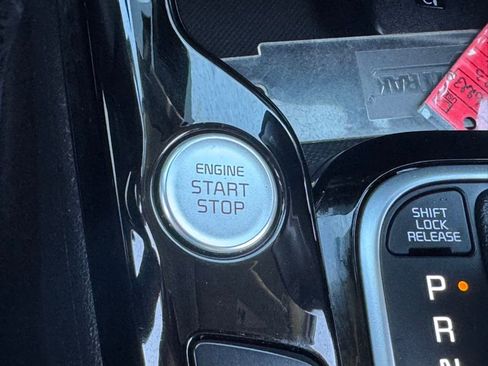 ENGINE
START
STOP
SHIFT
LOCK
RELEASE
P
R
N